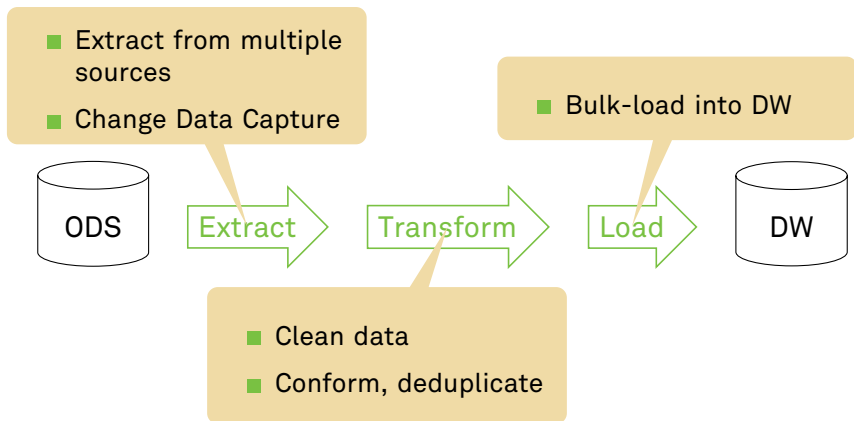 Extract from multiple
sources
Change Data Capture
Bulk-load into DW
ODS
Extract
Transform
Load
DW
Clean data
Conform, deduplicate